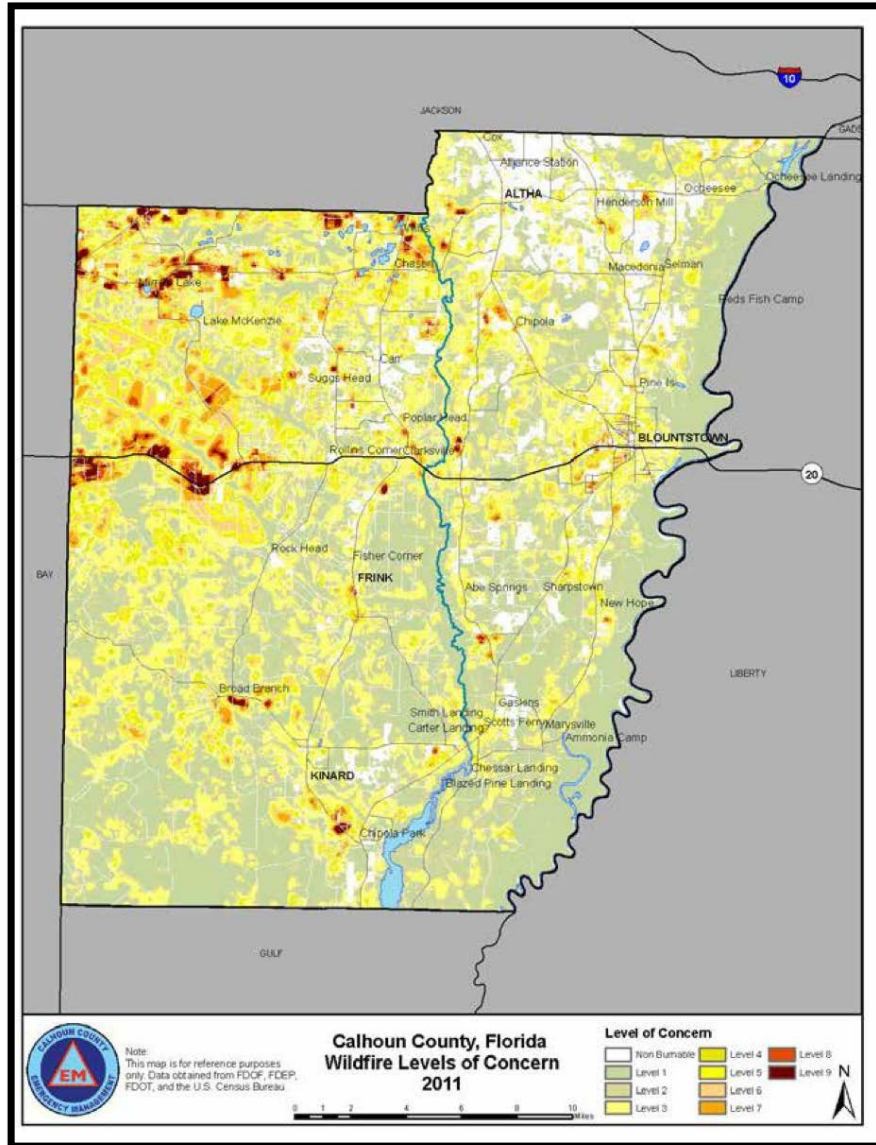 10
JACKSON
GADS
Cox
Alliance Station
Ocheesee Landing
Ocheesee
ALTHA
Henderson Mill
Willis
Chason
Macedonia
Selman
Mirror Lake
Reds Fish Camp
Lake McKenzie
Chipola
Carr
Suggs Head
Pine Is
Poplar Head
BLOUNTSTOWN
Rollins Corner
Clarksville
20
Rock Head
Fisher Corner
BAY
FRINK
Abe Springs
Sharpstown
New Hope
LIBERTY
Broad Branch
Gaskins
Smith Landing
Scotts Ferry
Marysville
Carter Landing
Ammonia Camp
Chessar Landing
KINARD
Blazed Pine Landing
Chipola Park
GULF
CALHOUN COUNTY
EM
EMERGENCY MANAGEMENT
Note:
This map is for reference purposes
only. Data obtained from FDOF, FDEP,
FDOT, and the U.S. Census Bureau
Calhoun County, Florida
Wildfire Levels of Concern
2011
0 1 2 4 6 8 10
Miles
Level of Concern
Non Burnable
Level 1
Level 2
Level 3
Level 4
Level 5
Level 6
Level 7
Level 8
Level 9
N